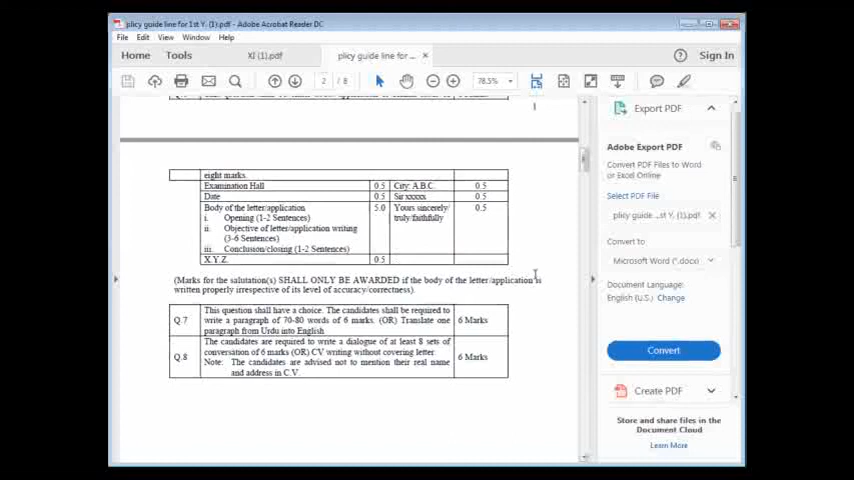 plicy guide line for 1st Y. (1).pdf - Adobe Acrobat Reader DC
File Edit View Window Help
Home Tools XI (1).pdf plicy guide line for ... × Sign In
2 / 8 78.5%
eight marks.
Examination Hall 0.5 City: A.B.C. 0.5
Date 0.5 Sir xxxxx 0.5
Body of the letter/application 5.0 Yours sincerely/ 0.5
i. Opening (1-2 Sentences) truly/faithfully
ii. Objective of letter/application writing
(3-6 Sentences)
iii. Conclusion/closing (1-2 Sentences)
X.Y.Z. 0.5
(Marks for the salutation(s) SHALL ONLY BE AWARDED if the body of the letter/application is
written properly irrespective of its level of accuracy/correctness).
Q.7 This question shall have a choice. The candidates shall be required to
write a paragraph of 70-80 words of 6 marks. (OR) Translate one 6 Marks
paragraph from Urdu into English
Q.8 The candidates are required to write a dialogue of at least 8 sets of
conversation of 6 marks (OR) CV writing without covering letter. 6 Marks
Note: The candidates are advised not to mention their real name
and address in C.V.
Export PDF
Adobe Export PDF
Convert PDF Files to Word
or Excel Online
Select PDF File
plicy guide ...st Y. (1).pdf ×
Convert to
Microsoft Word (*.docx)
Document Language:
English (U.S.) Change
Convert
Create PDF
Store and share files in the
Document Cloud
Learn More